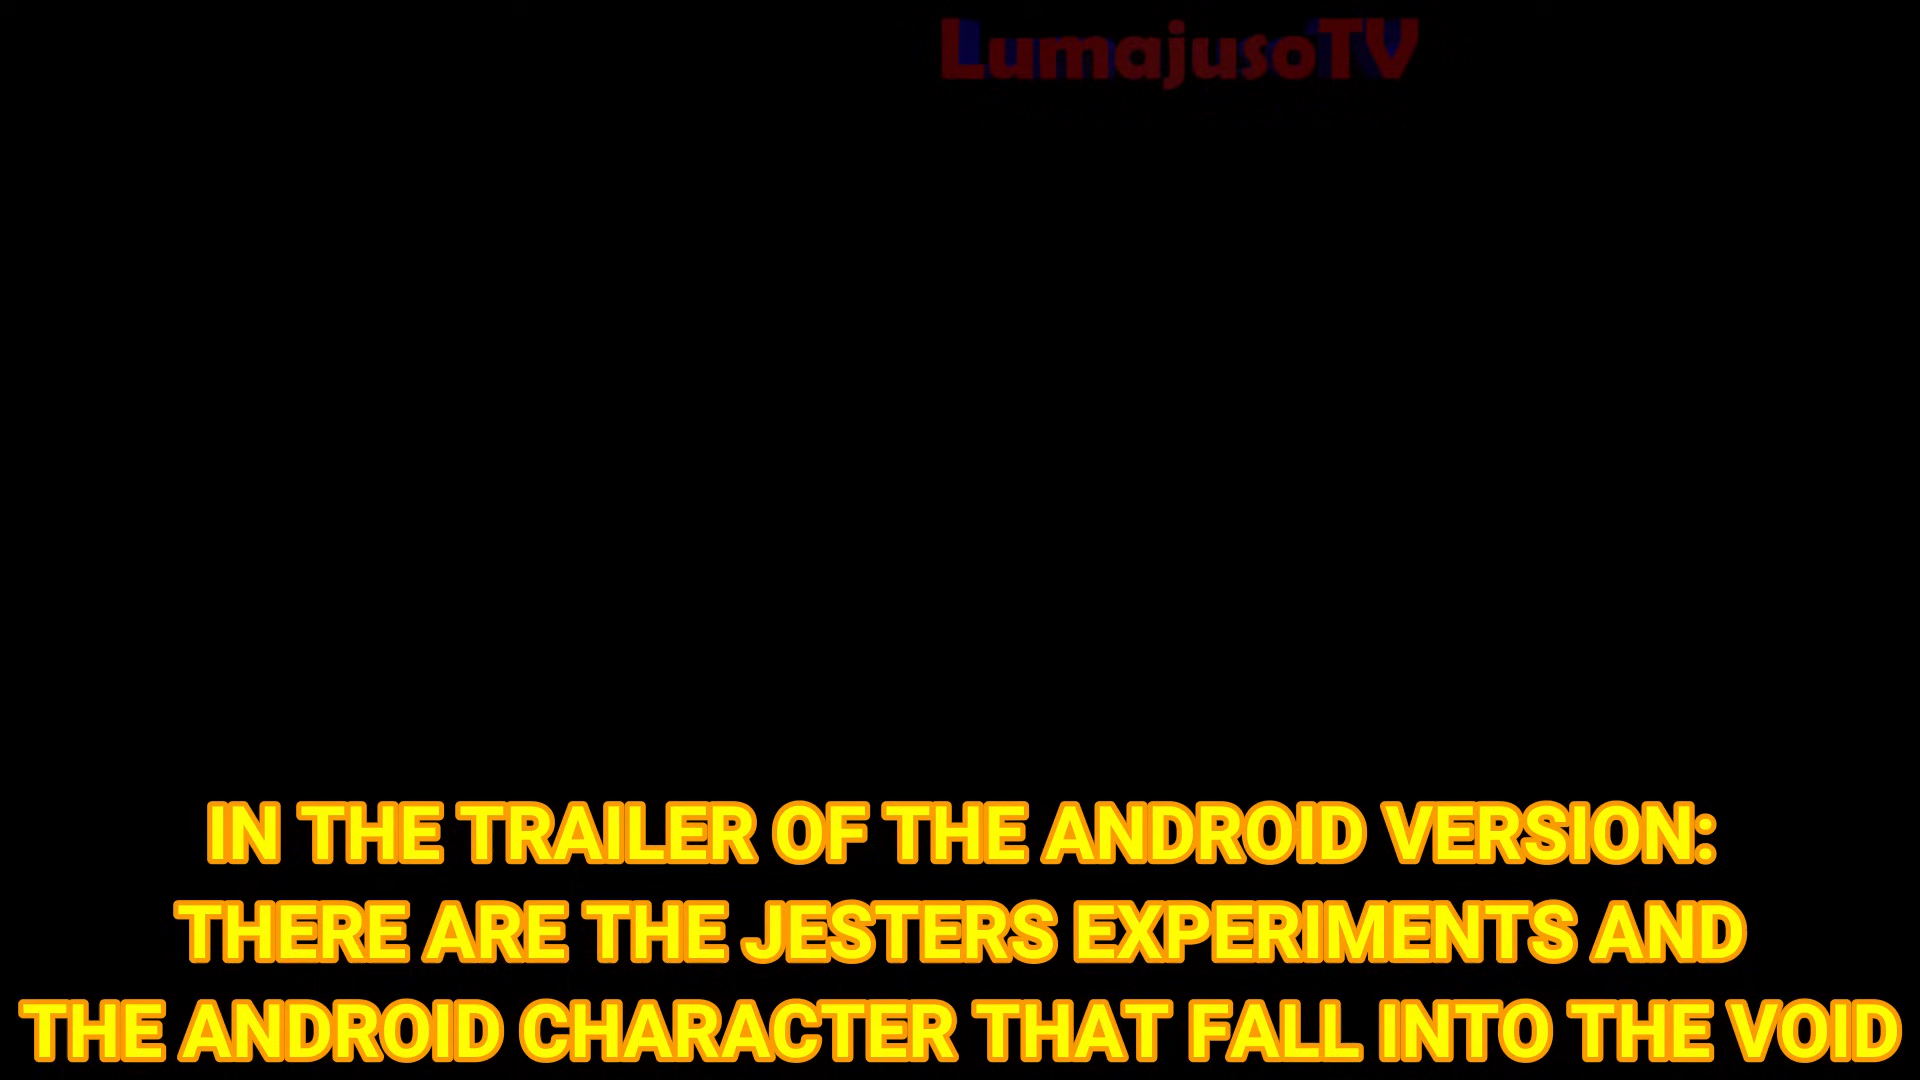 LumajusoTV
IN THE TRAILER OF THE ANDROID VERSION:
THERE ARE THE JESTERS EXPERIMENTS AND
THE ANDROID CHARACTER THAT FALL INTO THE VOID